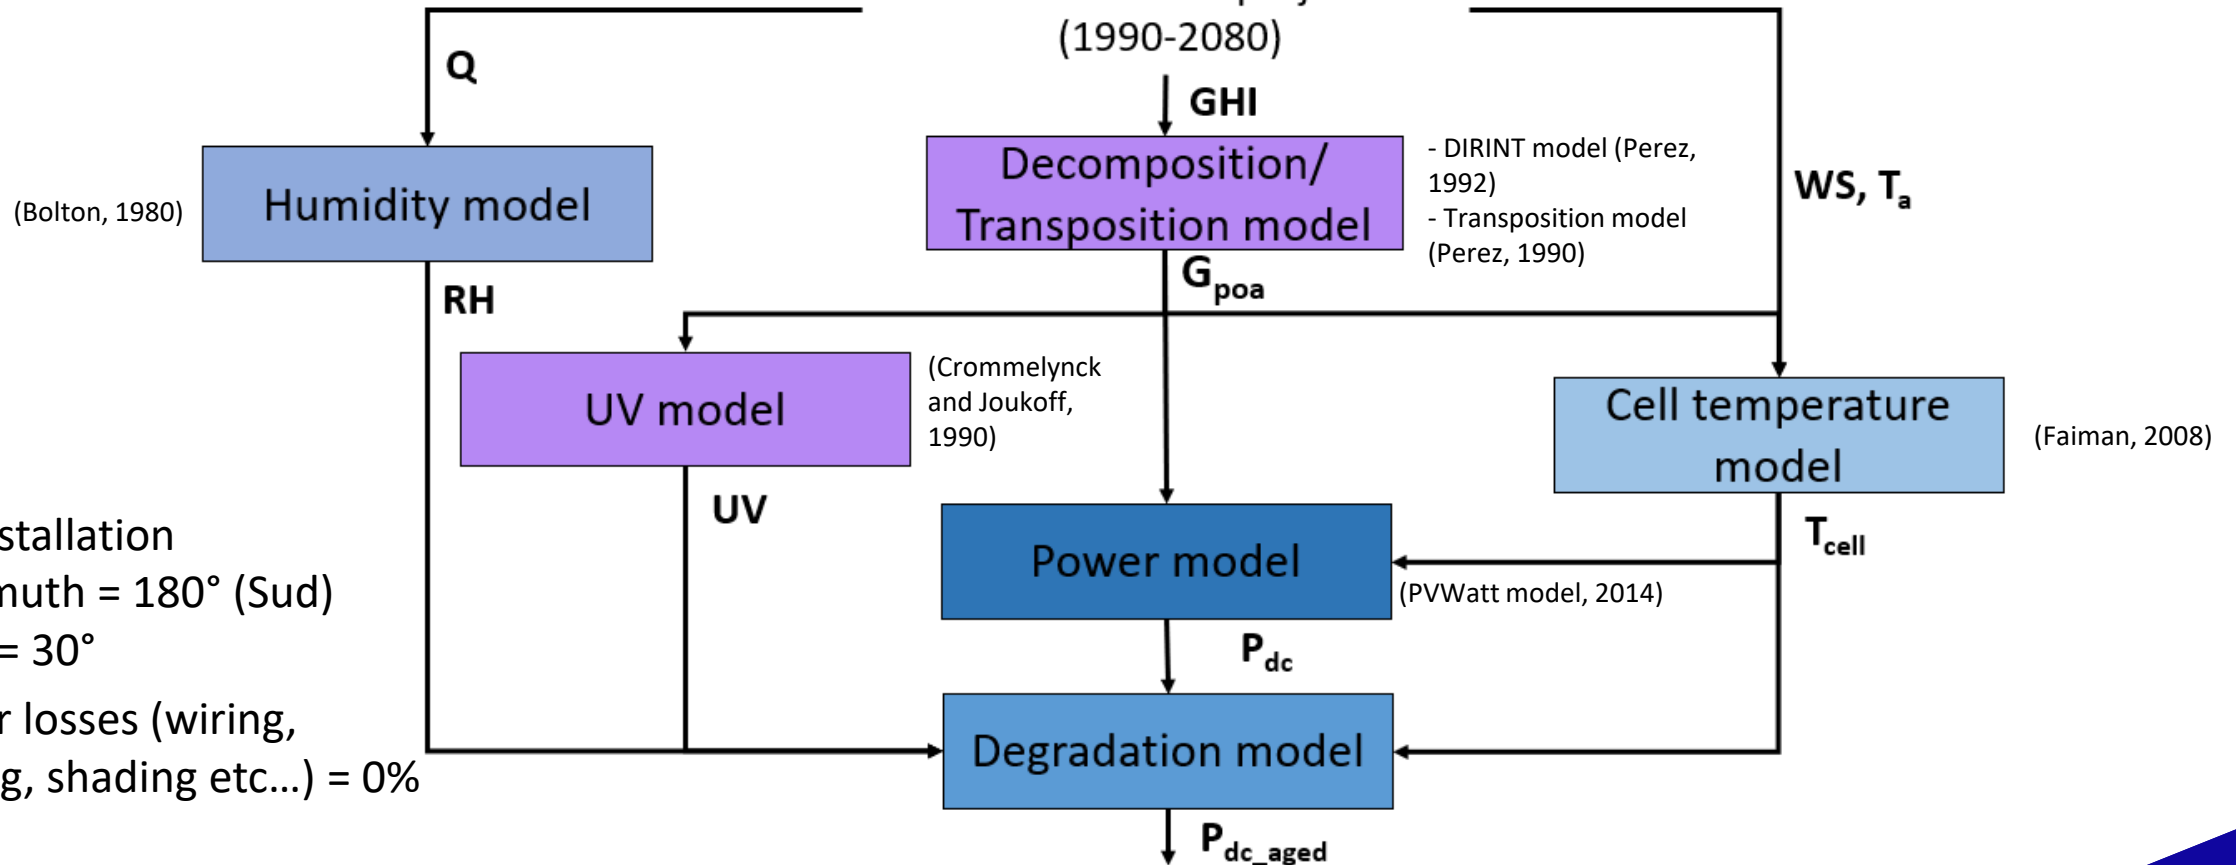 (1990-2080)
Q
GHI
Humidity model
(Bolton, 1980)
Decomposition/
Transposition model
- DIRINT model (Perez,
1992)
- Transposition model
(Perez, 1990)
WS, Ta
RH
Gpoa
UV model
(Crommelynck
and Joukoff,
1990)
Cell temperature
model
(Faiman, 2008)
UV
Tcell
stallation
muth = 180° (Sud)
= 30°
r losses (wiring,
g, shading etc…) = 0%
Power model
(PVWatt model, 2014)
Pdc
Degradation model
Pdc_aged